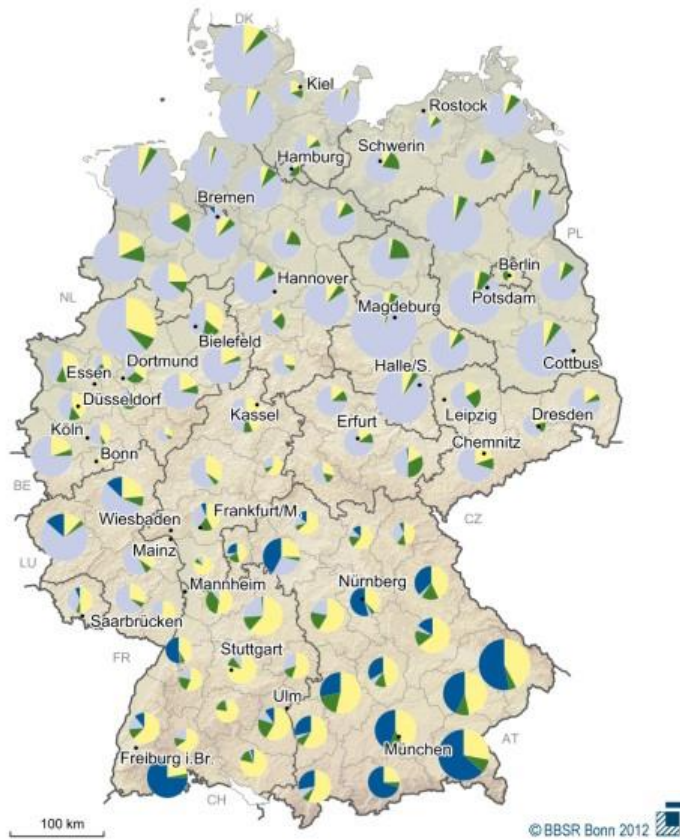 DK
Kiel
Rostock
Schwerin
Hamburg
Bremen
PL
Berlin
NL
Hannover
Potsdam
Magdeburg
Bielefeld
Dortmund
Essen
Halle/S.
Cottbus
Düsseldorf
Kassel
Leipzig
Köln
Erfurt
Dresden
Chemnitz
Bonn
BE
Frankfurt/M.
Wiesbaden
CZ
Mainz
LU
Mannheim
Nürnberg
Saarbrücken
FR
Stuttgart
Ulm
AT
München
Freiburg i.Br.
CH
100 km
© BBSR Bonn 2012